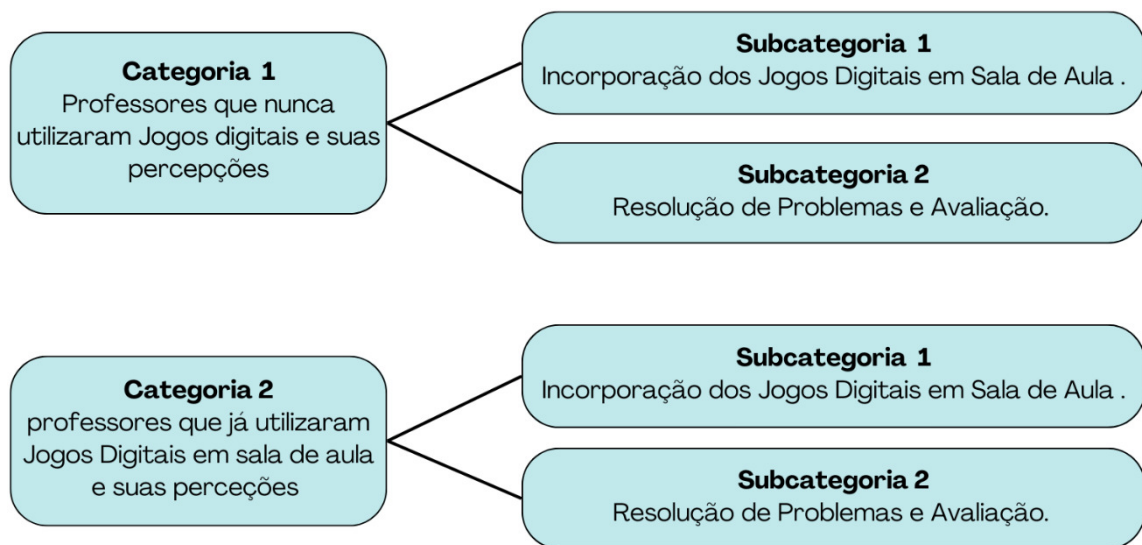 Categoria 1
Professores que nunca
utilizaram Jogos digitais e suas
percepções
Subcategoria 1
Incorporação dos Jogos Digitais em Sala de Aula .
Subcategoria 2
Resolução de Problemas e Avaliação.
Categoria 2
professores que já utilizaram
Jogos Digitais em sala de aula
e suas perceções
Subcategoria 1
Incorporação dos Jogos Digitais em Sala de Aula .
Subcategoria 2
Resolução de Problemas e Avaliação.